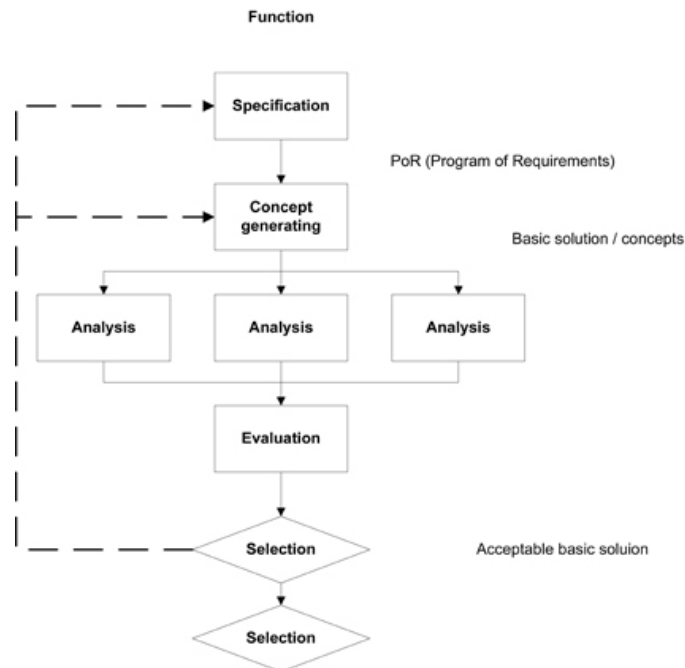 Function
Specification
PoR (Program of Requirements)
Concept
generating
Basic solution / concepts
Analysis Analysis Analysis
Evaluation
Selection
Acceptable basic soluion
Selection